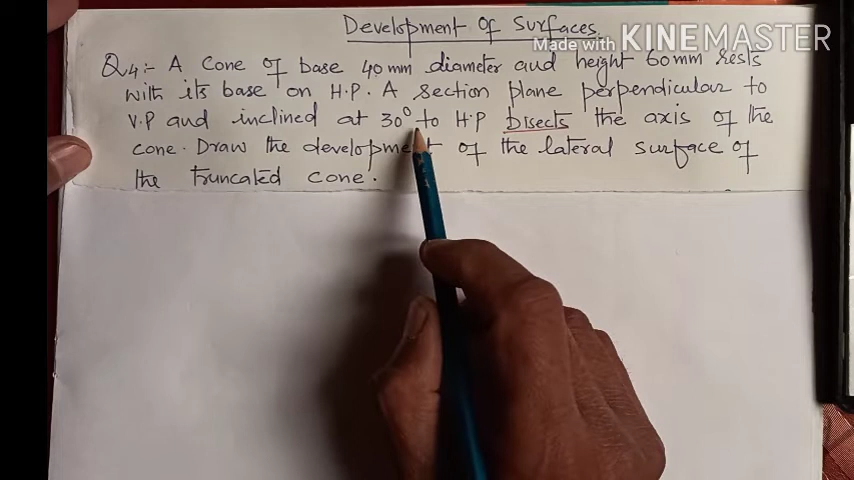 Development of Surfaces.
Made with KINEMASTER
Q4:- A Cone of base 40mm diameter and height 60mm rests
with its base on H.P. A section plane perpendicular to
V.P and inclined at 30° to H.P bisects the axis of the
cone. Draw the development of the lateral surface of
the truncated cone.